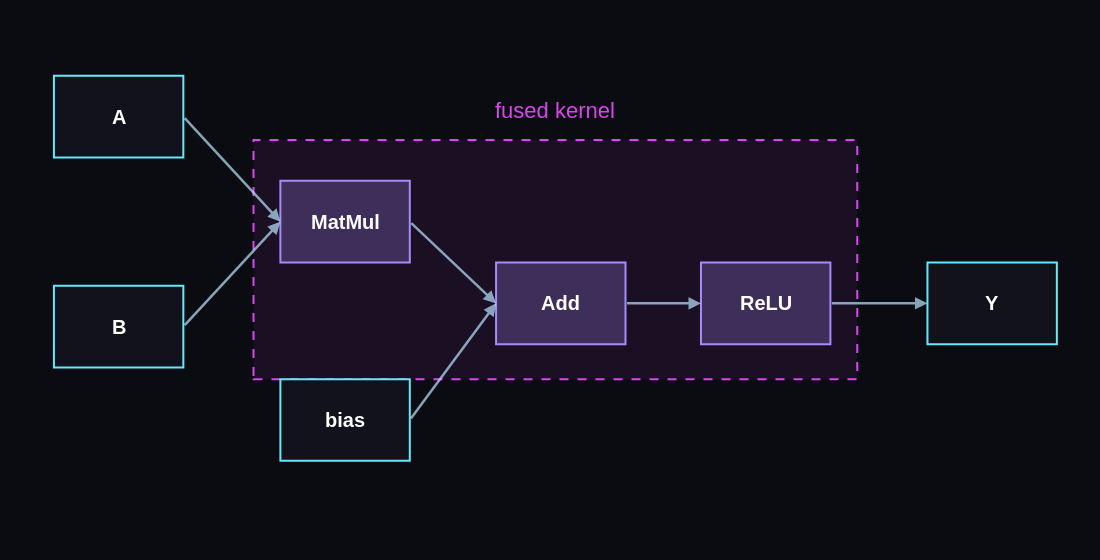 A
fused kernel
MatMul
B
Add
ReLU
Y
bias